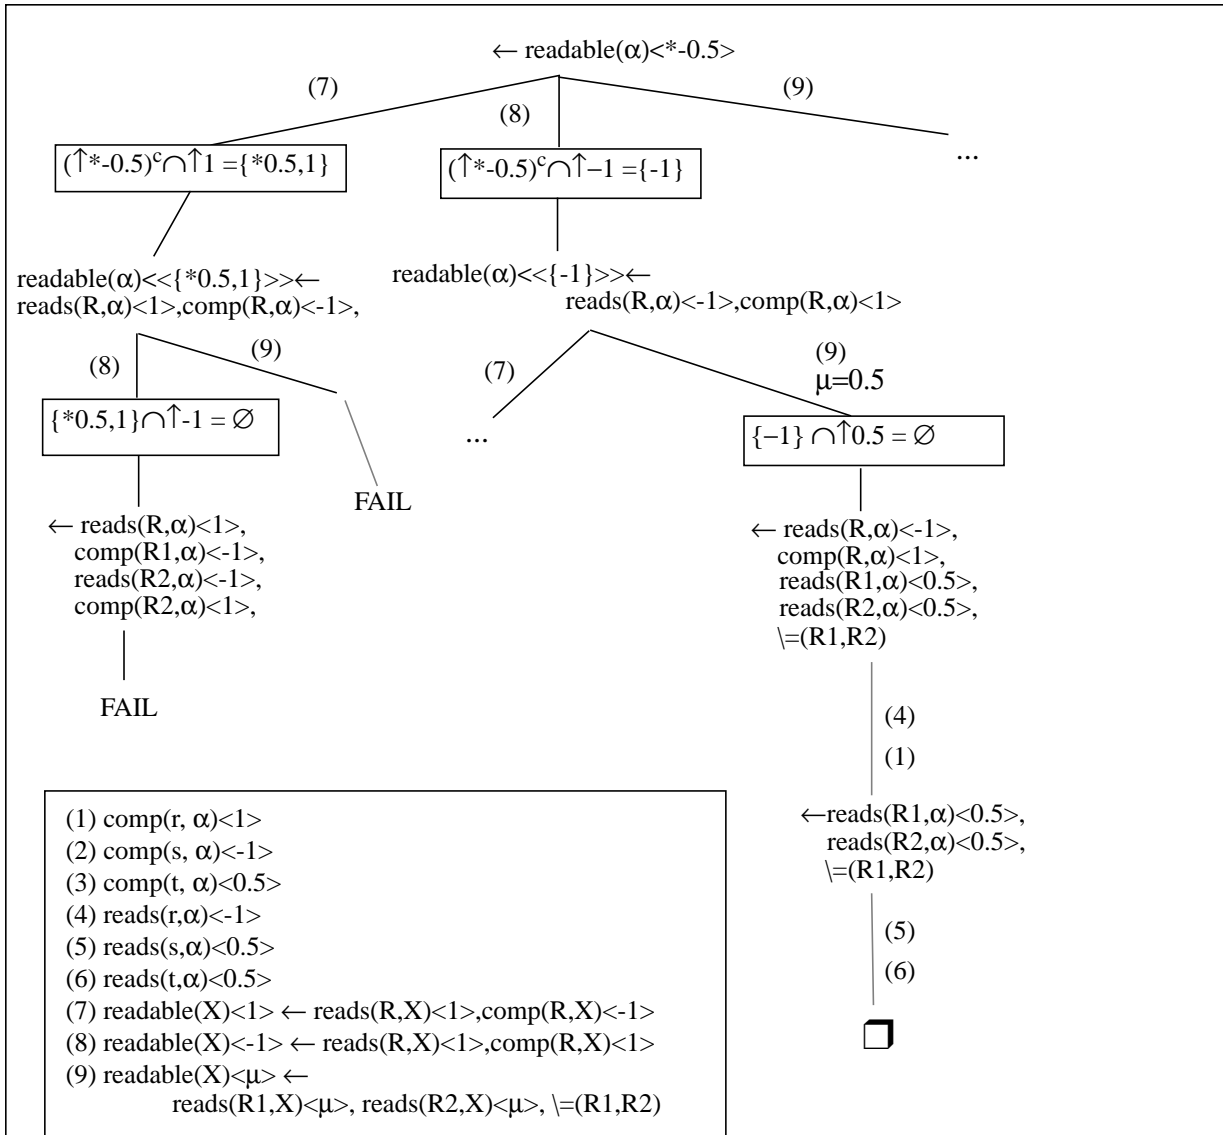 ← readable(α)<*-0.5>
(7)
(8)
(9)
(↑*-0.5)ᶜ∩↑1 ={*0.5,1}
(↑*-0.5)ᶜ∩↑−1 ={-1}
...
readable(α)<<{*0.5,1}>>←
reads(R,α)<1>,comp(R,α)<-1>,
readable(α)<<{-1}>>←
reads(R,α)<-1>,comp(R,α)<1>
(8)
(9)
(7)
(9)
μ=0.5
{*0.5,1}∩↑-1 = ∅
...
{−1} ∩↑0.5 = ∅
FAIL
← reads(R,α)<1>,
comp(R1,α)<-1>,
reads(R2,α)<-1>,
comp(R2,α)<1>,
FAIL
← reads(R,α)<-1>,
comp(R,α)<1>,
reads(R1,α)<0.5>,
reads(R2,α)<0.5>,
\=(R1,R2)
(4)
(1)
←reads(R1,α)<0.5>,
reads(R2,α)<0.5>,
\=(R1,R2)
(5)
(6)
(1) comp(r, α)<1>
(2) comp(s, α)<-1>
(3) comp(t, α)<0.5>
(4) reads(r,α)<-1>
(5) reads(s,α)<0.5>
(6) reads(t,α)<0.5>
(7) readable(X)<1> ← reads(R,X)<1>,comp(R,X)<-1>
(8) readable(X)<-1> ← reads(R,X)<1>,comp(R,X)<1>
(9) readable(X)<μ> ←
reads(R1,X)<μ>, reads(R2,X)<μ>, \=(R1,R2)